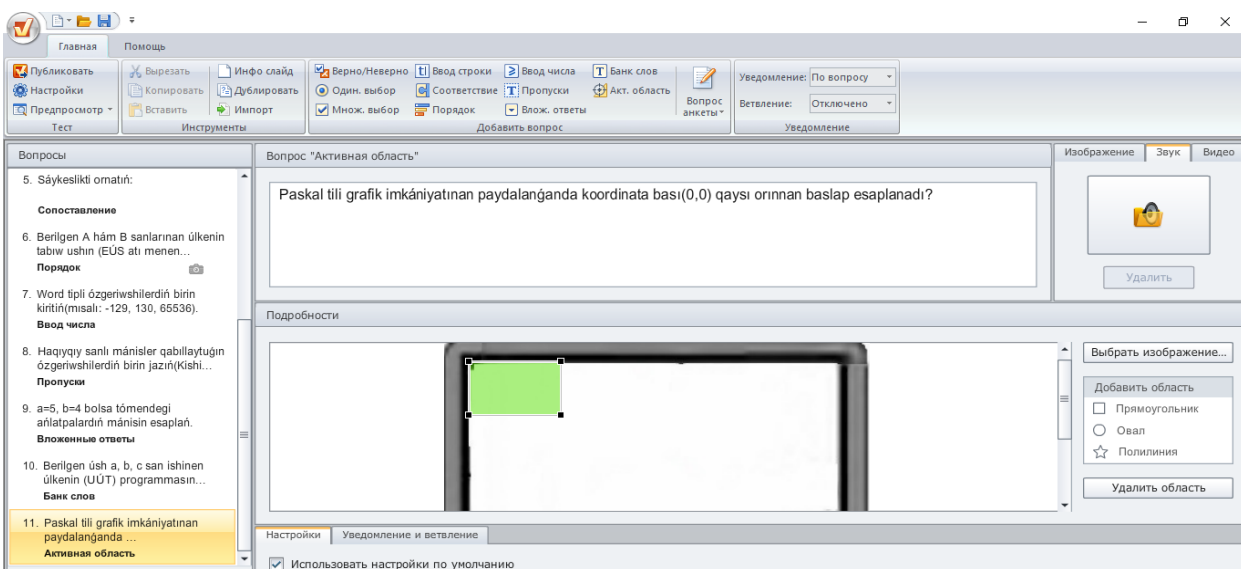 Главная Помощь
Публиковать Вырезать Инфо слайд Верно/Неверно Ввод строки Ввод числа Банк слов Уведомление: По вопросу
Настройки Копировать Дублировать Один. выбор Соответствие Пропуски Акт. область Вопрос анкеты
Предпросмотр Вставить Импорт Множ. выбор Порядок Влож. ответы Ветвление: Отключено
Тест Инструменты Добавить вопрос Уведомление
Вопросы
5. Sáykeslikti ornatıń:
Сопоставление
6. Berilgen A hám B sanlarınan úlkenin
tabıw ushın (EÚS atı menen...
Порядок
7. Word tipli ózgeriwshilerdiń birin
kiritiń(mısalı: -129, 130, 65536).
Ввод числа
8. Haqıyqıy sanlı mánisler qabıllaytuǵın
ózgeriwshilerdiń birin jazıń(Kishi...
Пропуски
9. a=5, b=4 bolsa tómendegi
ańlatpalardıń mánisin esaplań.
Вложенные ответы
10. Berilgen úsh a, b, c san ishinen
úlkenin (UÚT) programmasın...
Банк слов
11. Paskal tili grafik imkániyatınan
paydalanǵanda ...
Активная область
Вопрос "Активная область"
Paskal tili grafik imkániyatınan paydalanǵanda koordinata bası(0,0) qaysı orınnan baslap esaplanadı?
Изображение Звук Видео
Удалить
Подробности
Выбрать изображение...
Добавить область
Прямоугольник
Овал
Полилиния
Удалить область
Настройки Уведомление и ветвление
Использовать настройки по умолчанию